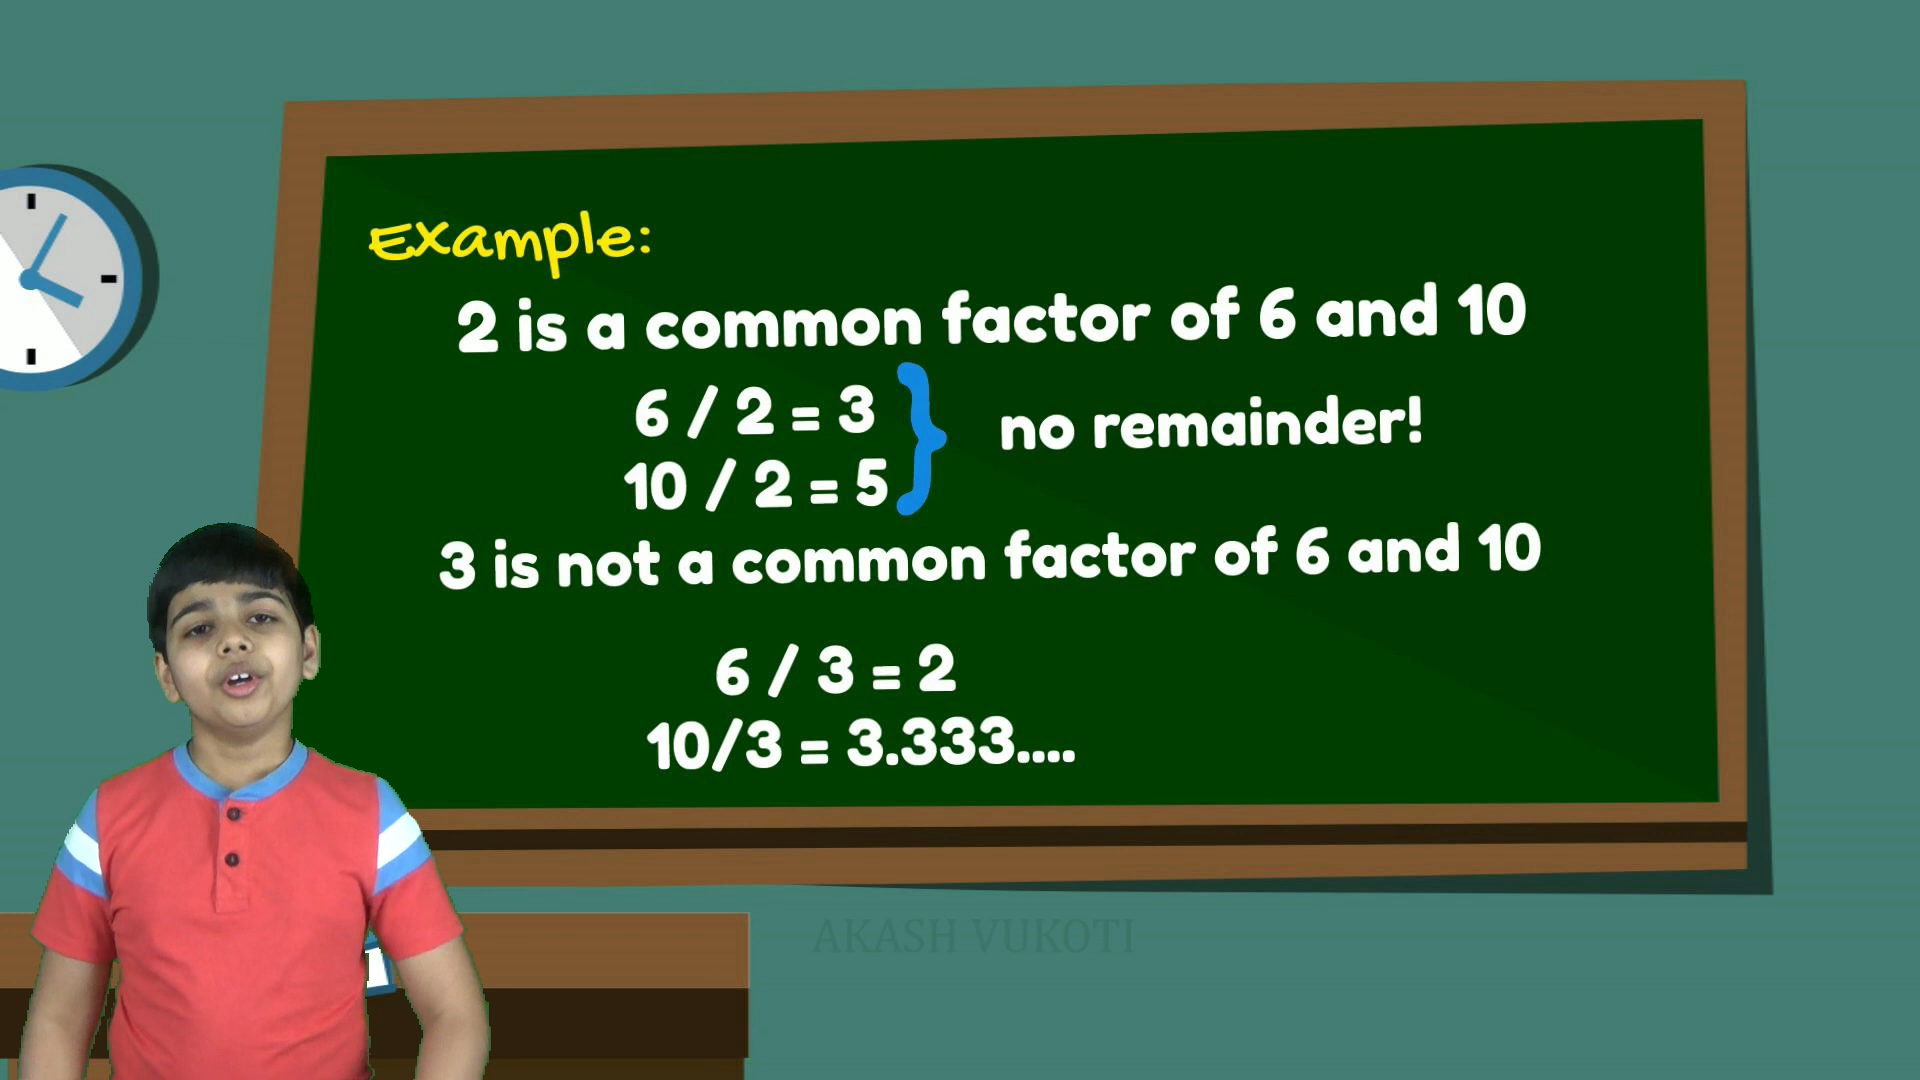 Example:
2 is a common factor of 6 and 10
6 / 2 = 3
10 / 2 = 5
} no remainder!
3 is not a common factor of 6 and 10
6 / 3 = 2
10/3 = 3.333....
AKASH VUKOTI